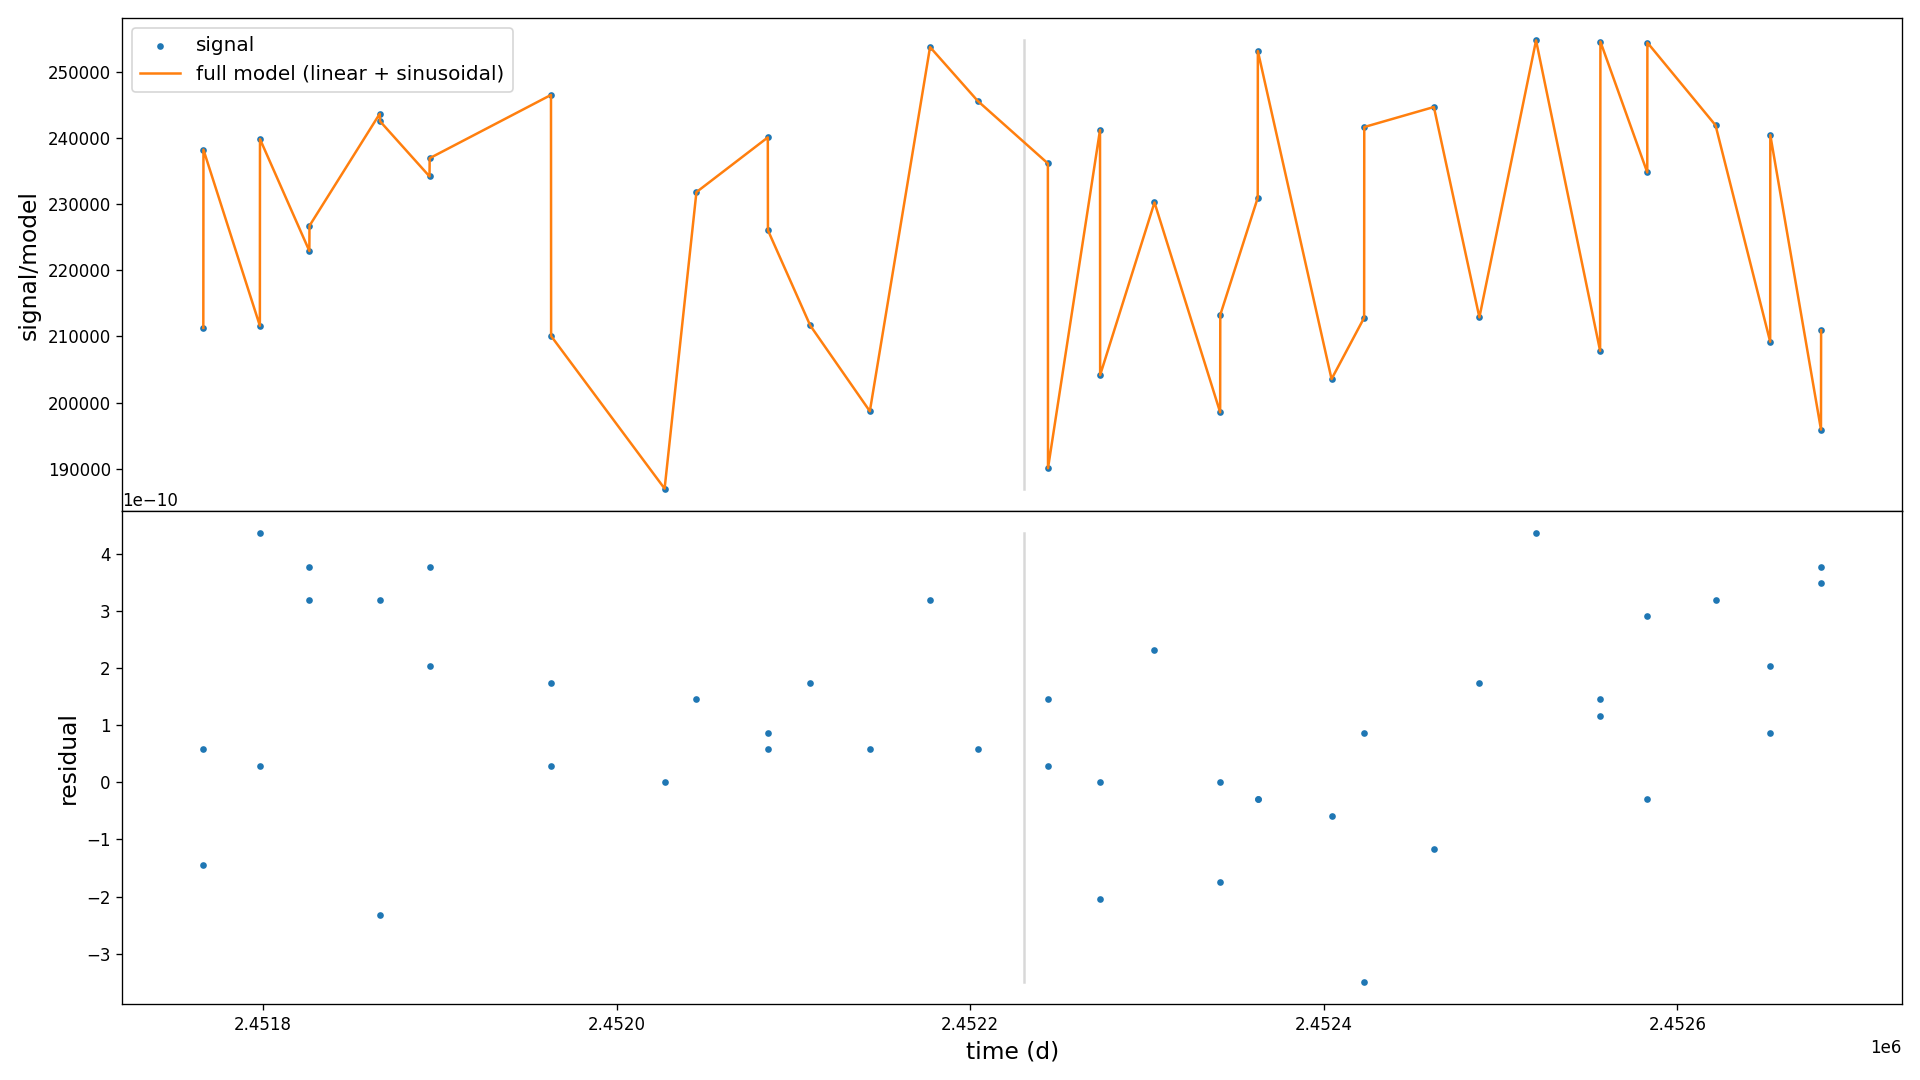 signal
full model (linear + sinusoidal)
signal/model
250000
240000
230000
220000
210000
200000
190000
1e−10
residual
4
3
2
1
0
−1
−2
−3
2.4518
2.4520
2.4522
2.4524
2.4526
time (d)
1e6